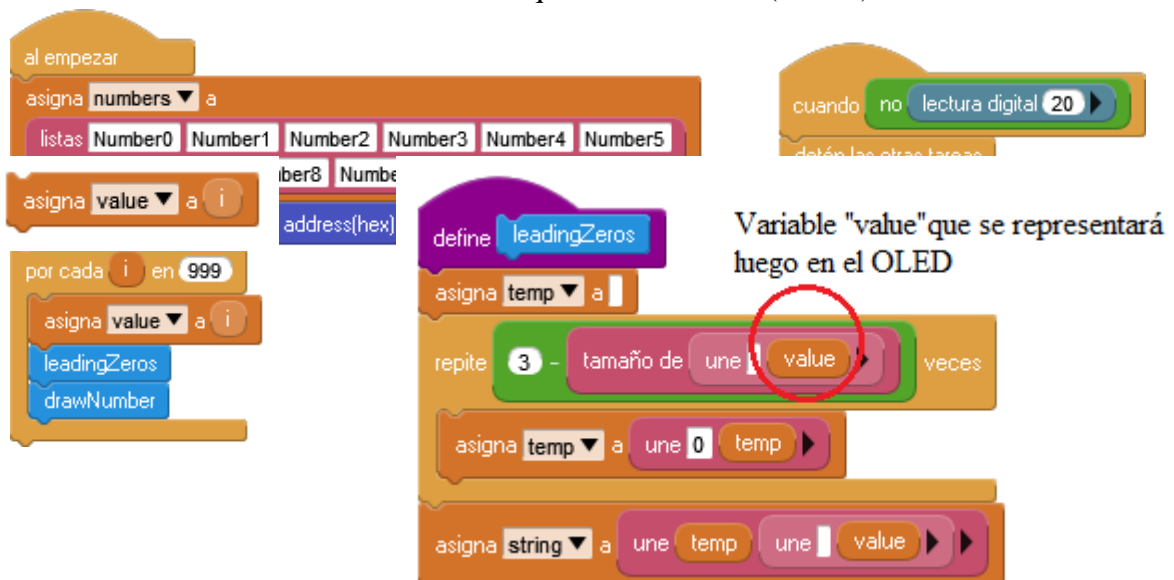 al empezar
asigna numbers ▼ a
listas Number0 Number1 Number2 Number3 Number4 Number5
address(hex)
asigna value ▼ a i
por cada i en 999
asigna value ▼ a i
leadingZeros
drawNumber
cuando no lectura digital 20
detén las otras tareas
define leadingZeros
asigna temp ▼ a
repite 3 - tamaño de une value veces
asigna temp ▼ a une 0 temp
asigna string ▼ a une temp une value
Variable "value" que se representará
luego en el OLED